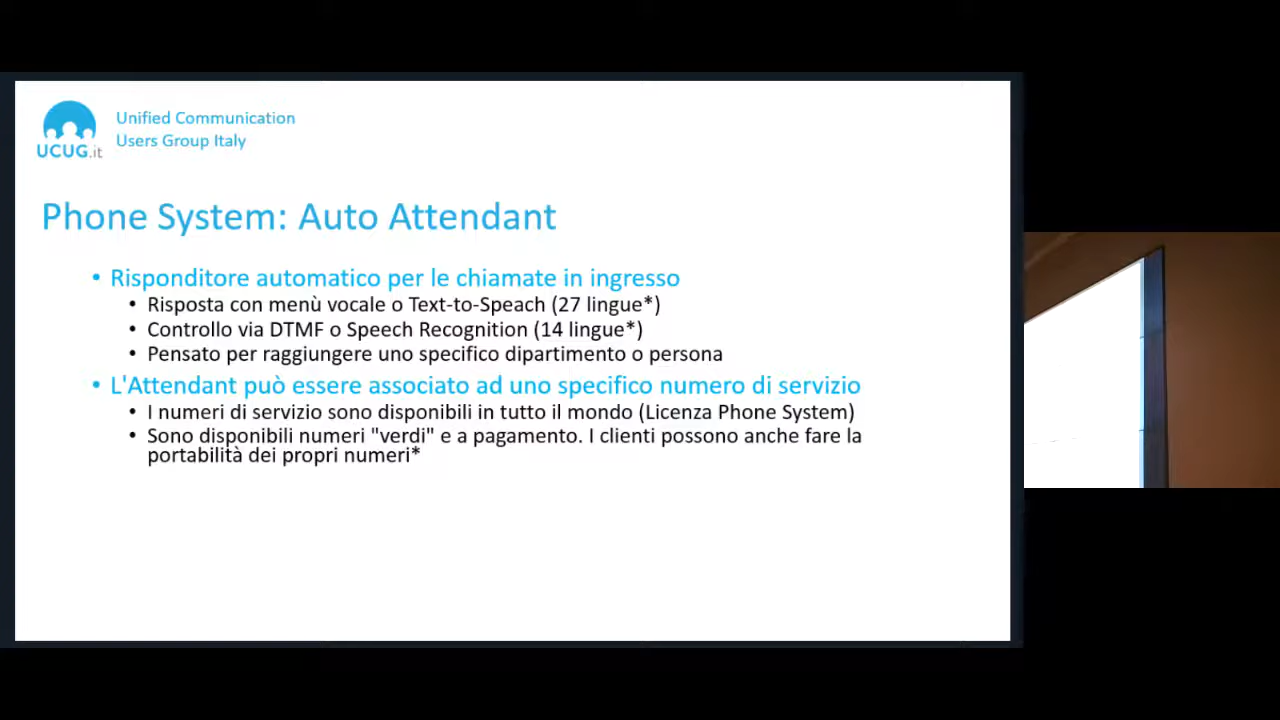 UCUG.it
Unified Communication
Users Group Italy
Phone System: Auto Attendant
• Risponditore automatico per le chiamate in ingresso
• Risposta con menù vocale o Text-to-Speach (27 lingue*)
• Controllo via DTMF o Speech Recognition (14 lingue*)
• Pensato per raggiungere uno specifico dipartimento o persona
• L'Attendant può essere associato ad uno specifico numero di servizio
• I numeri di servizio sono disponibili in tutto il mondo (Licenza Phone System)
• Sono disponibili numeri "verdi" e a pagamento. I clienti possono anche fare la
portabilità dei propri numeri*